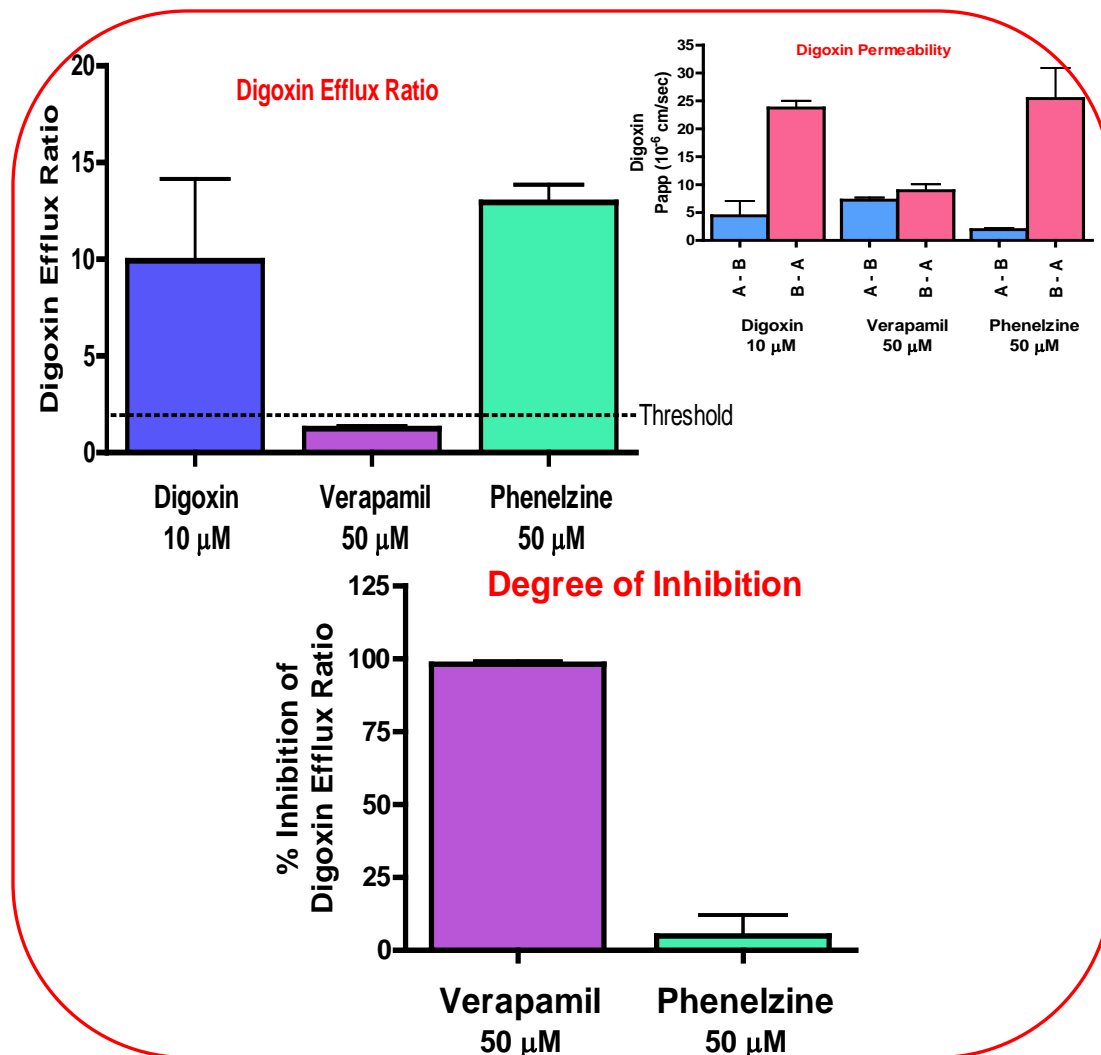 Digoxin Efflux Ratio
Digoxin Efflux Ratio
20
15
10
5
0
Threshold
Digoxin
10 μM
Verapamil
50 μM
Phenelzine
50 μM
Digoxin Permeability
Digoxin
Papp (10⁻⁶ cm/sec)
35
30
25
20
15
10
5
0
A - B
B - A
A - B
B - A
A - B
B - A
Digoxin
10 μM
Verapamil
50 μM
Phenelzine
50 μM
Degree of Inhibition
% Inhibition of
Digoxin Efflux Ratio
125
100
75
50
25
0
Verapamil
50 μM
Phenelzine
50 μM